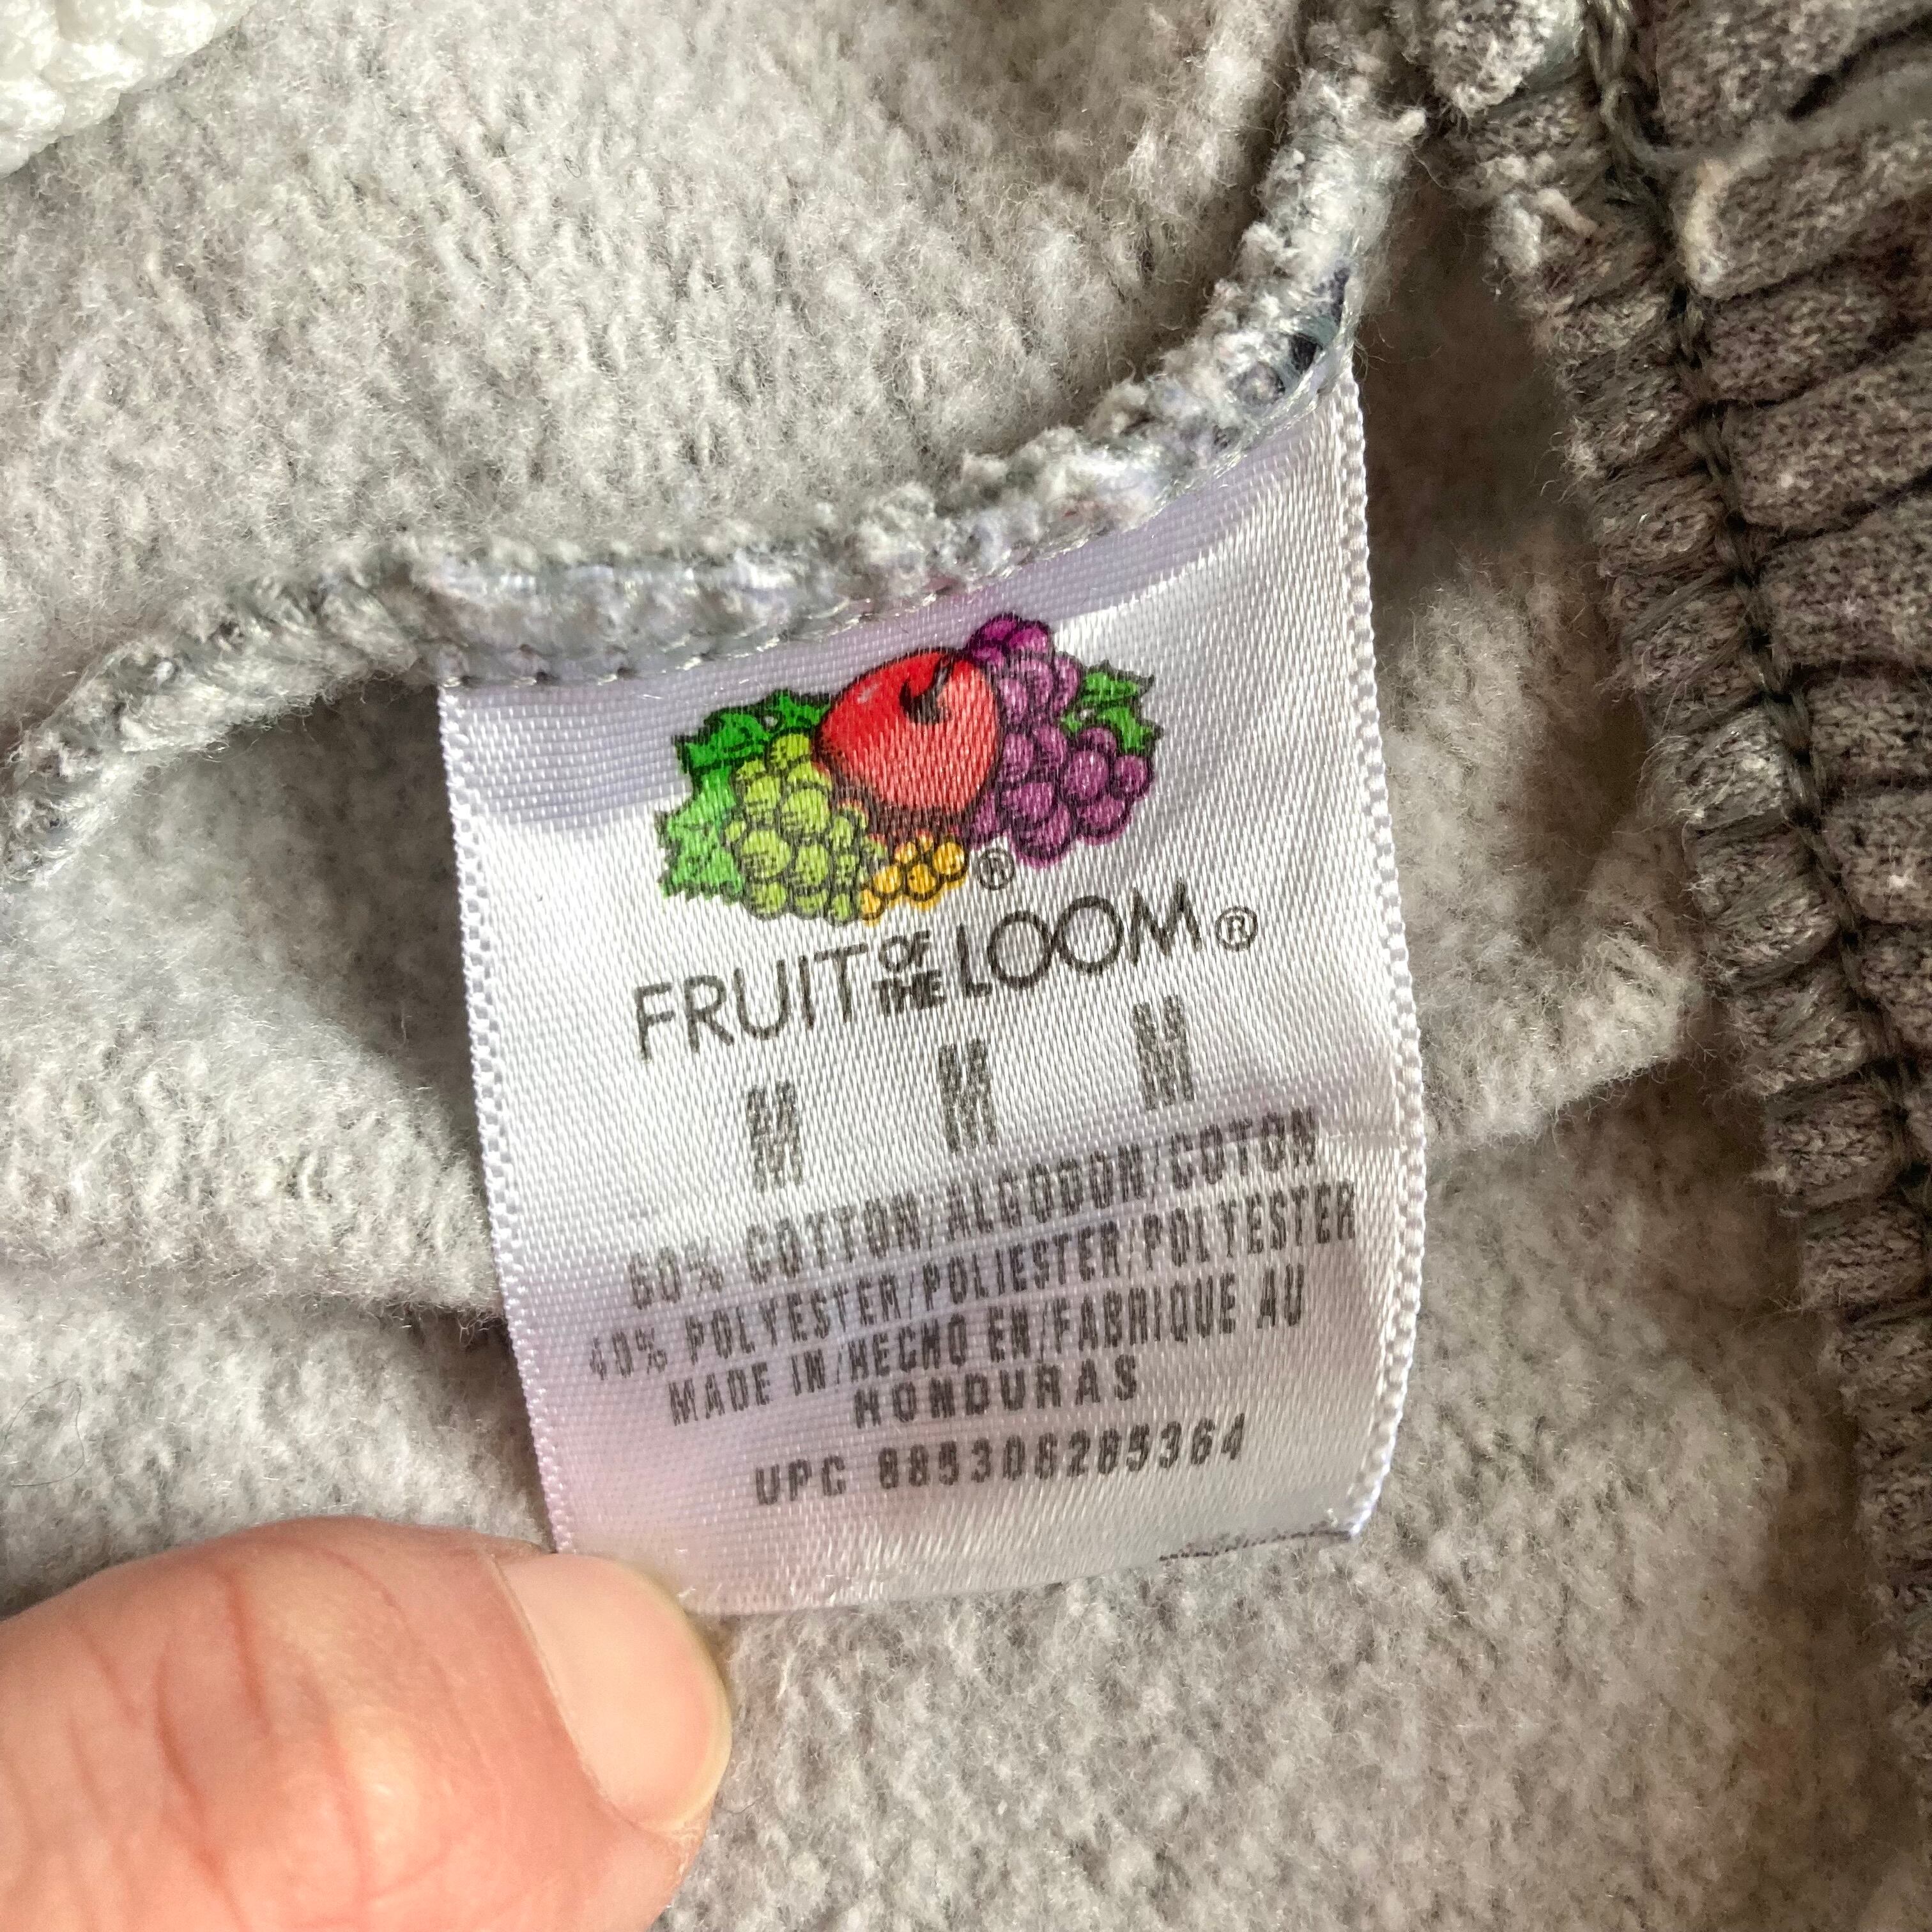 ®
FRUIT OF THE LOOM®
M M M
60% COTTON/ALGODON/COTON
40% POLYESTER/POLIESTER/POLYESTER
MADE IN/HECHO EN/FABRIQUE AU
HONDURAS
UPC 885306285364